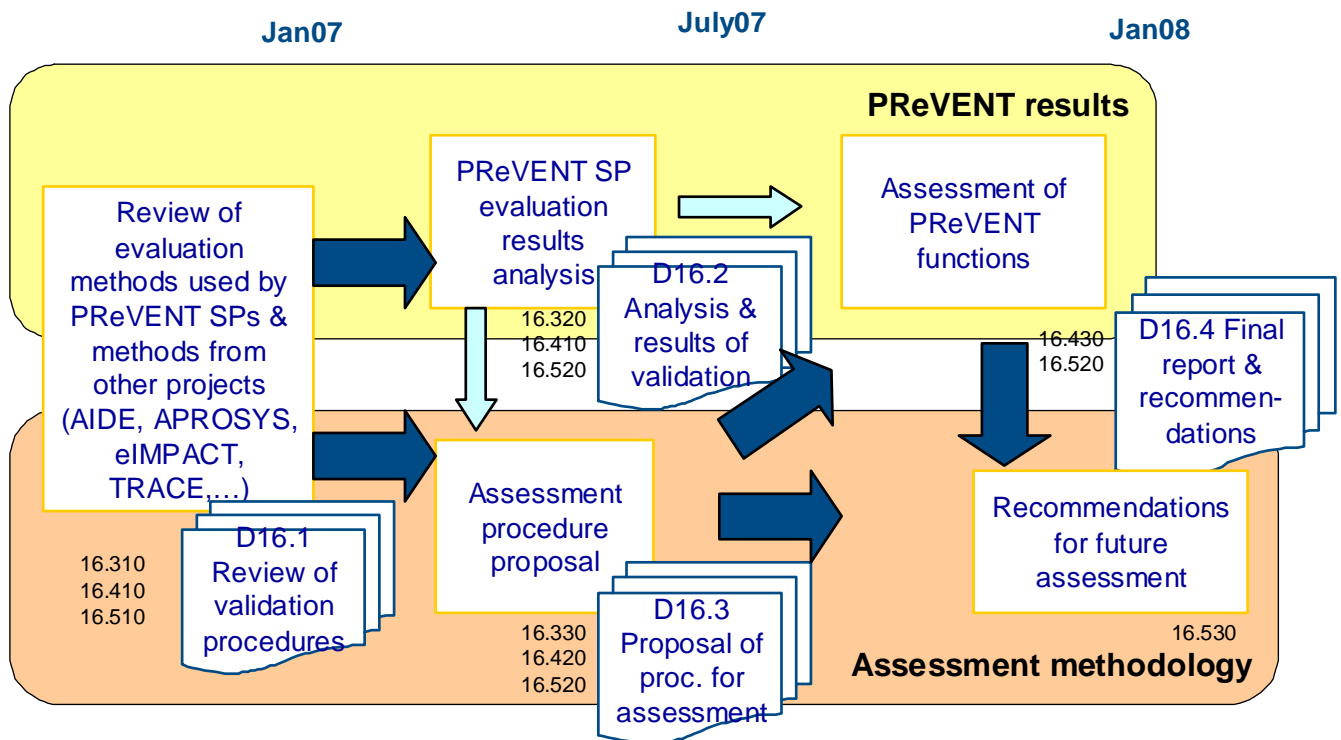 Jan07
July07
Jan08
PReVENT results
Review of
evaluation
methods used by
PReVENT SPs &
methods from
other projects
(AIDE, APROSYS,
eIMPACT,
TRACE,...)
PReVENT SP
evaluation
results
analysis
Assessment of
PReVENT
functions
D16.2
Analysis &
results of
validation
16.320
16.410
16.520
16.430
16.520
D16.4 Final
report &
recommen-
dations
D16.1
Review of
validation
procedures
16.310
16.410
16.510
Assessment
procedure
proposal
D16.3
Proposal of
proc. for
assessment
16.330
16.420
16.520
Recommendations
for future
assessment
16.530
Assessment methodology